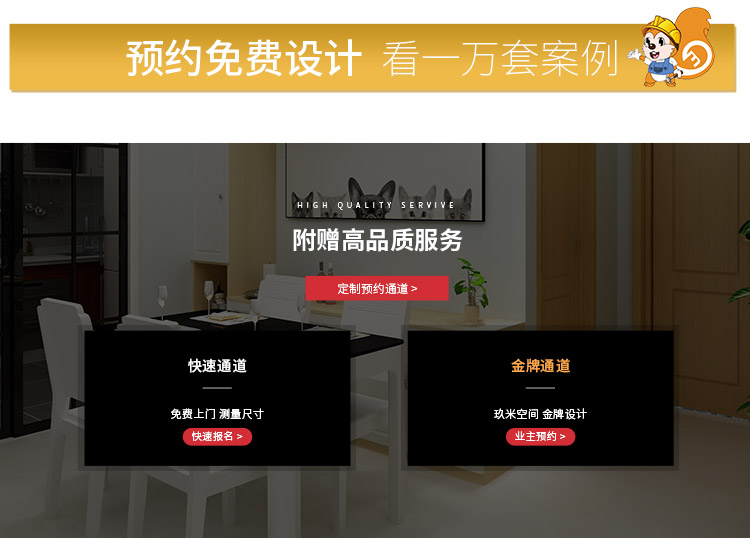 预约免费设计 看一万套案例
HIGH QUALITY SERVIVE
附赠高品质服务
定制预约通道 >
快速通道
免费上门 测量尺寸
快速报名 >
金牌通道
玖米空间 金牌设计
业主预约 >